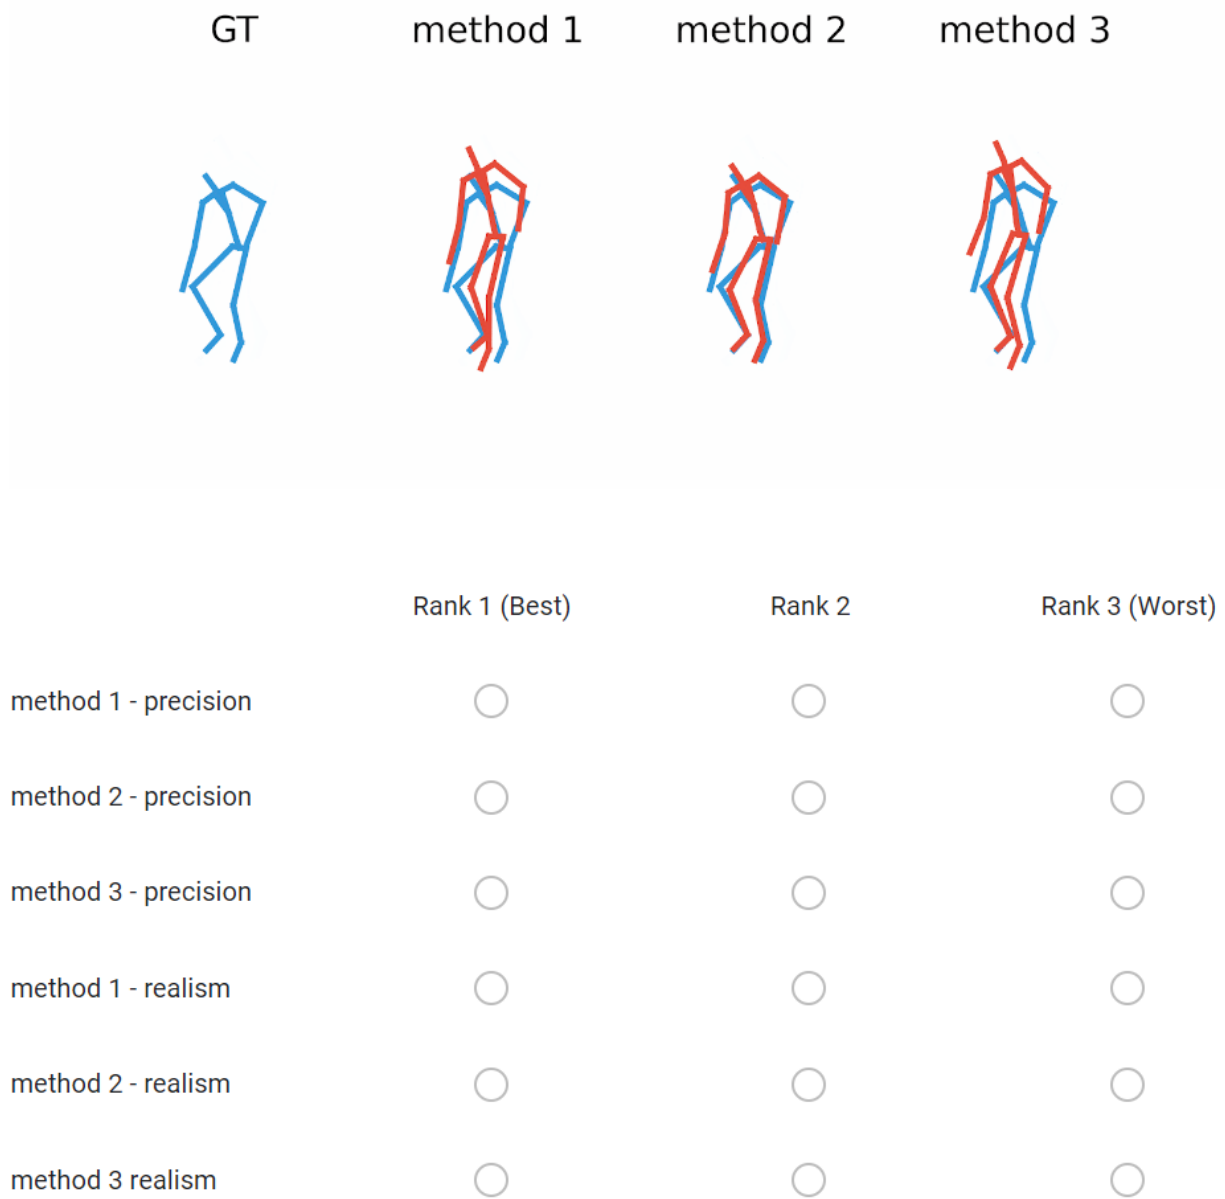 GT method 1 method 2 method 3
Rank 1 (Best) Rank 2 Rank 3 (Worst)
method 1 - precision
method 2 - precision
method 3 - precision
method 1 - realism
method 2 - realism
method 3 realism